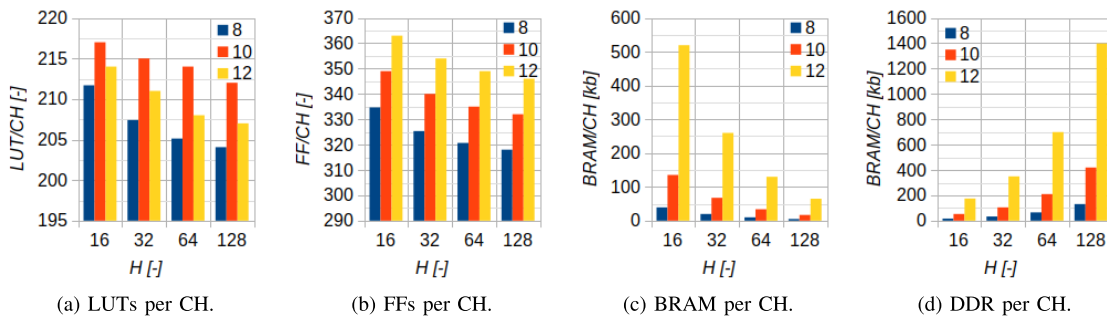 220
215
210
205
200
195
LUT/CH [-]
8
10
12
16 32 64 128
H [-]
(a) LUTs per CH.
370
360
350
340
330
320
310
300
290
FF/CH [-]
8
10
12
16 32 64 128
H [-]
(b) FFs per CH.
600
500
400
300
200
100
0
BRAM/CH [kb]
8
10
12
16 32 64 128
H [-]
(c) BRAM per CH.
1600
1400
1200
1000
800
600
400
200
0
BRAM/CH [kb]
8
10
12
16 32 64 128
H [-]
(d) DDR per CH.